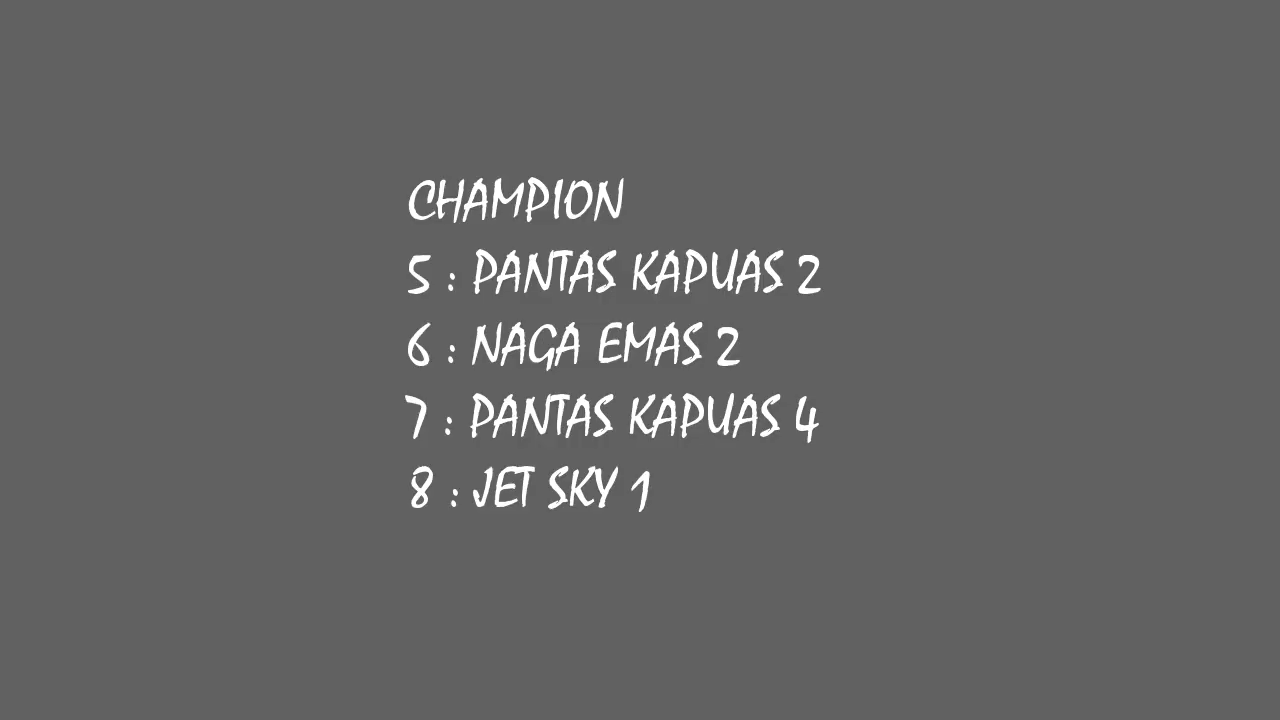 CHAMPION
5 : PANTAS KAPUAS 2
6 : NAGA EMAS 2
7 : PANTAS KAPUAS 4
8 : JET SKY 1